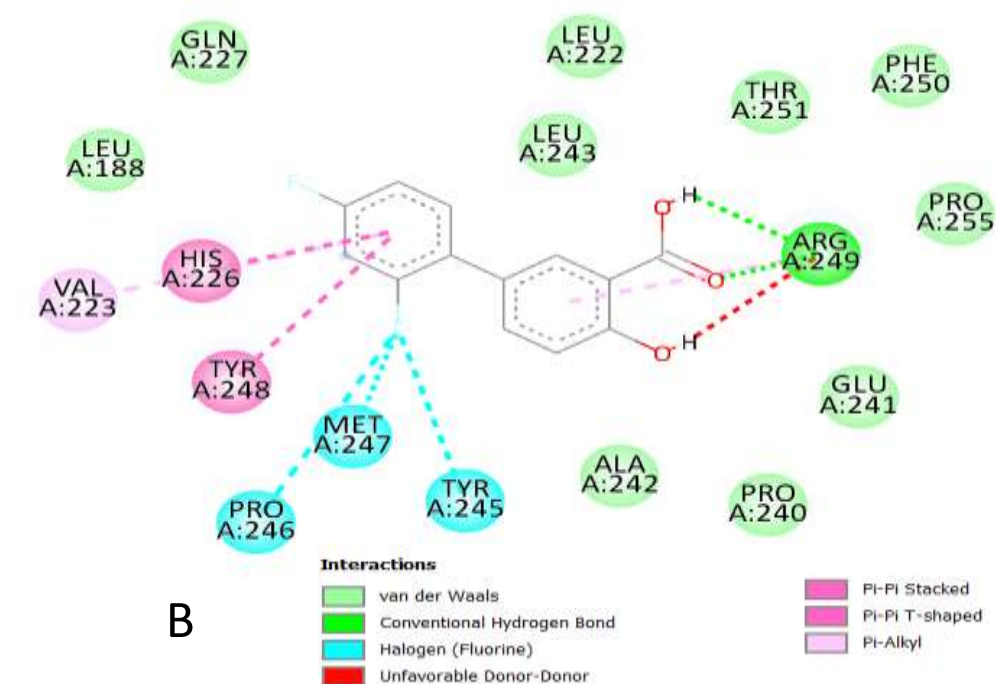 GLN
A:227
LEU
A:222
PHE
A:250
THR
A:251
LEU
A:243
LEU
A:188
F
H
O
PRO
A:255
ARG
A:249
HIS
A:226
VAL
A:223
O
H
O
TYR
A:248
GLU
A:241
MET
A:247
ALA
A:242
TYR
A:245
PRO
A:240
PRO
A:246
B
Interactions
van der Waals
Conventional Hydrogen Bond
Halogen (Fluorine)
Unfavorable Donor-Donor
Pi-Pi Stacked
Pi-Pi T-shaped
Pi-Alkyl